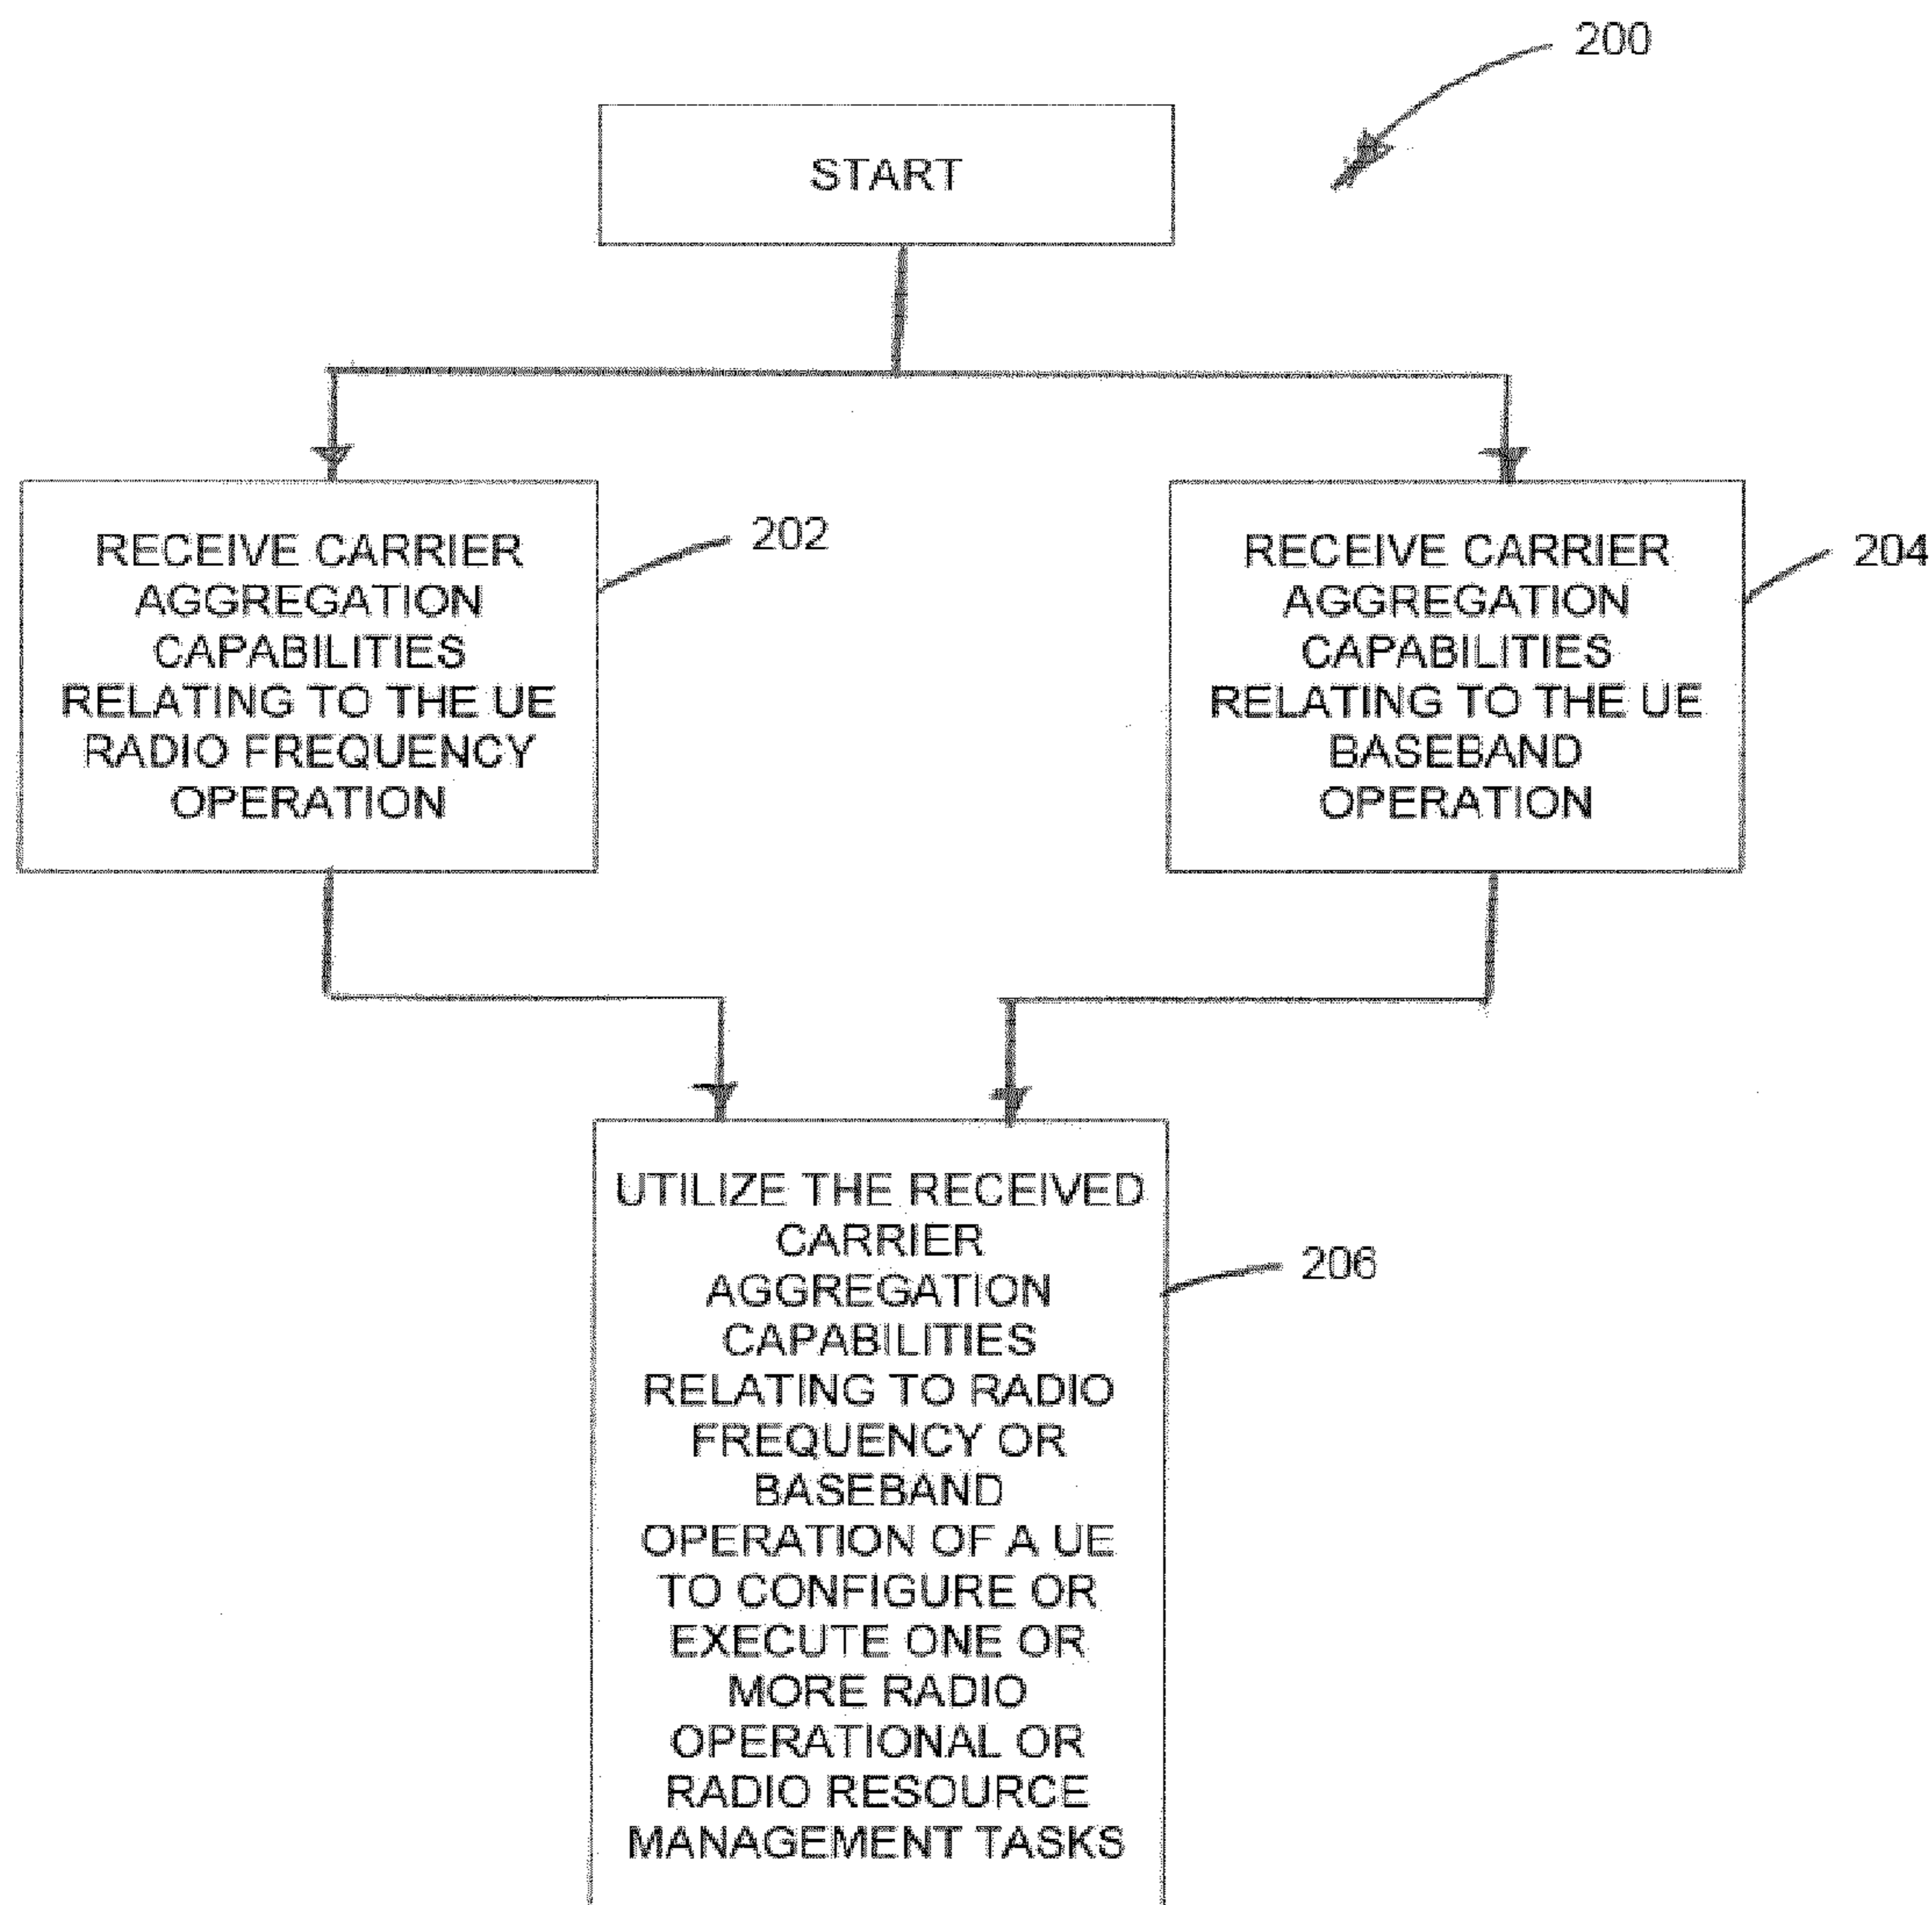 200
START
RECEIVE CARRIER
AGGREGATION
CAPABILITIES
RELATING TO THE UE
RADIO FREQUENCY
OPERATION
202
RECEIVE CARRIER
AGGREGATION
CAPABILITIES
RELATING TO THE UE
BASEBAND
OPERATION
204
UTILIZE THE RECEIVED
CARRIER
AGGREGATION
CAPABILITIES
RELATING TO RADIO
FREQUENCY OR
BASEBAND
OPERATION OF A UE
TO CONFIGURE OR
EXECUTE ONE OR
MORE RADIO
OPERATIONAL OR
RADIO RESOURCE
MANAGEMENT TASKS
206